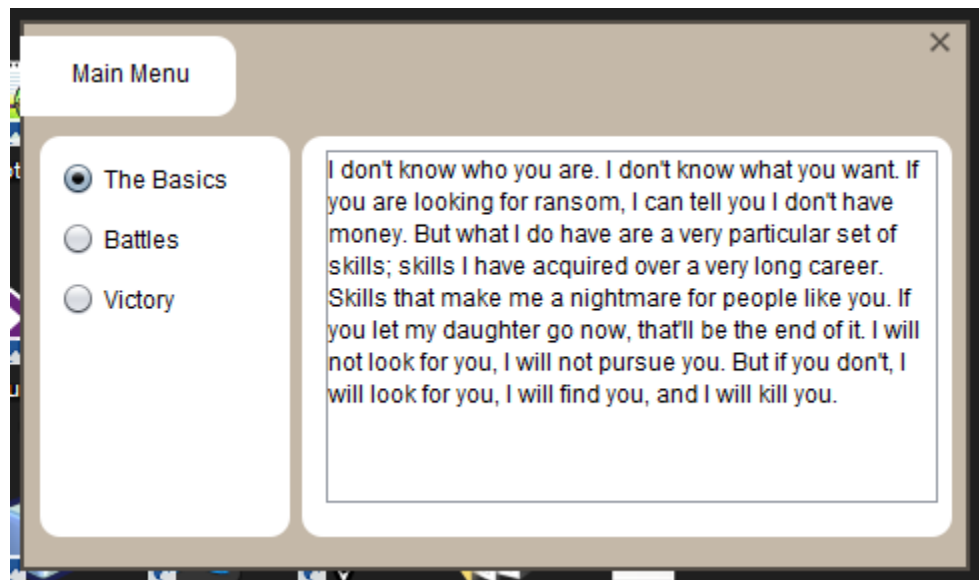 Main Menu
The Basics
Battles
Victory
I don't know who you are. I don't know what you want. If
you are looking for ransom, I can tell you I don't have
money. But what I do have are a very particular set of
skills; skills I have acquired over a very long career.
Skills that make me a nightmare for people like you. If
you let my daughter go now, that'll be the end of it. I will
not look for you, I will not pursue you. But if you don't, I
will look for you, I will find you, and I will kill you.